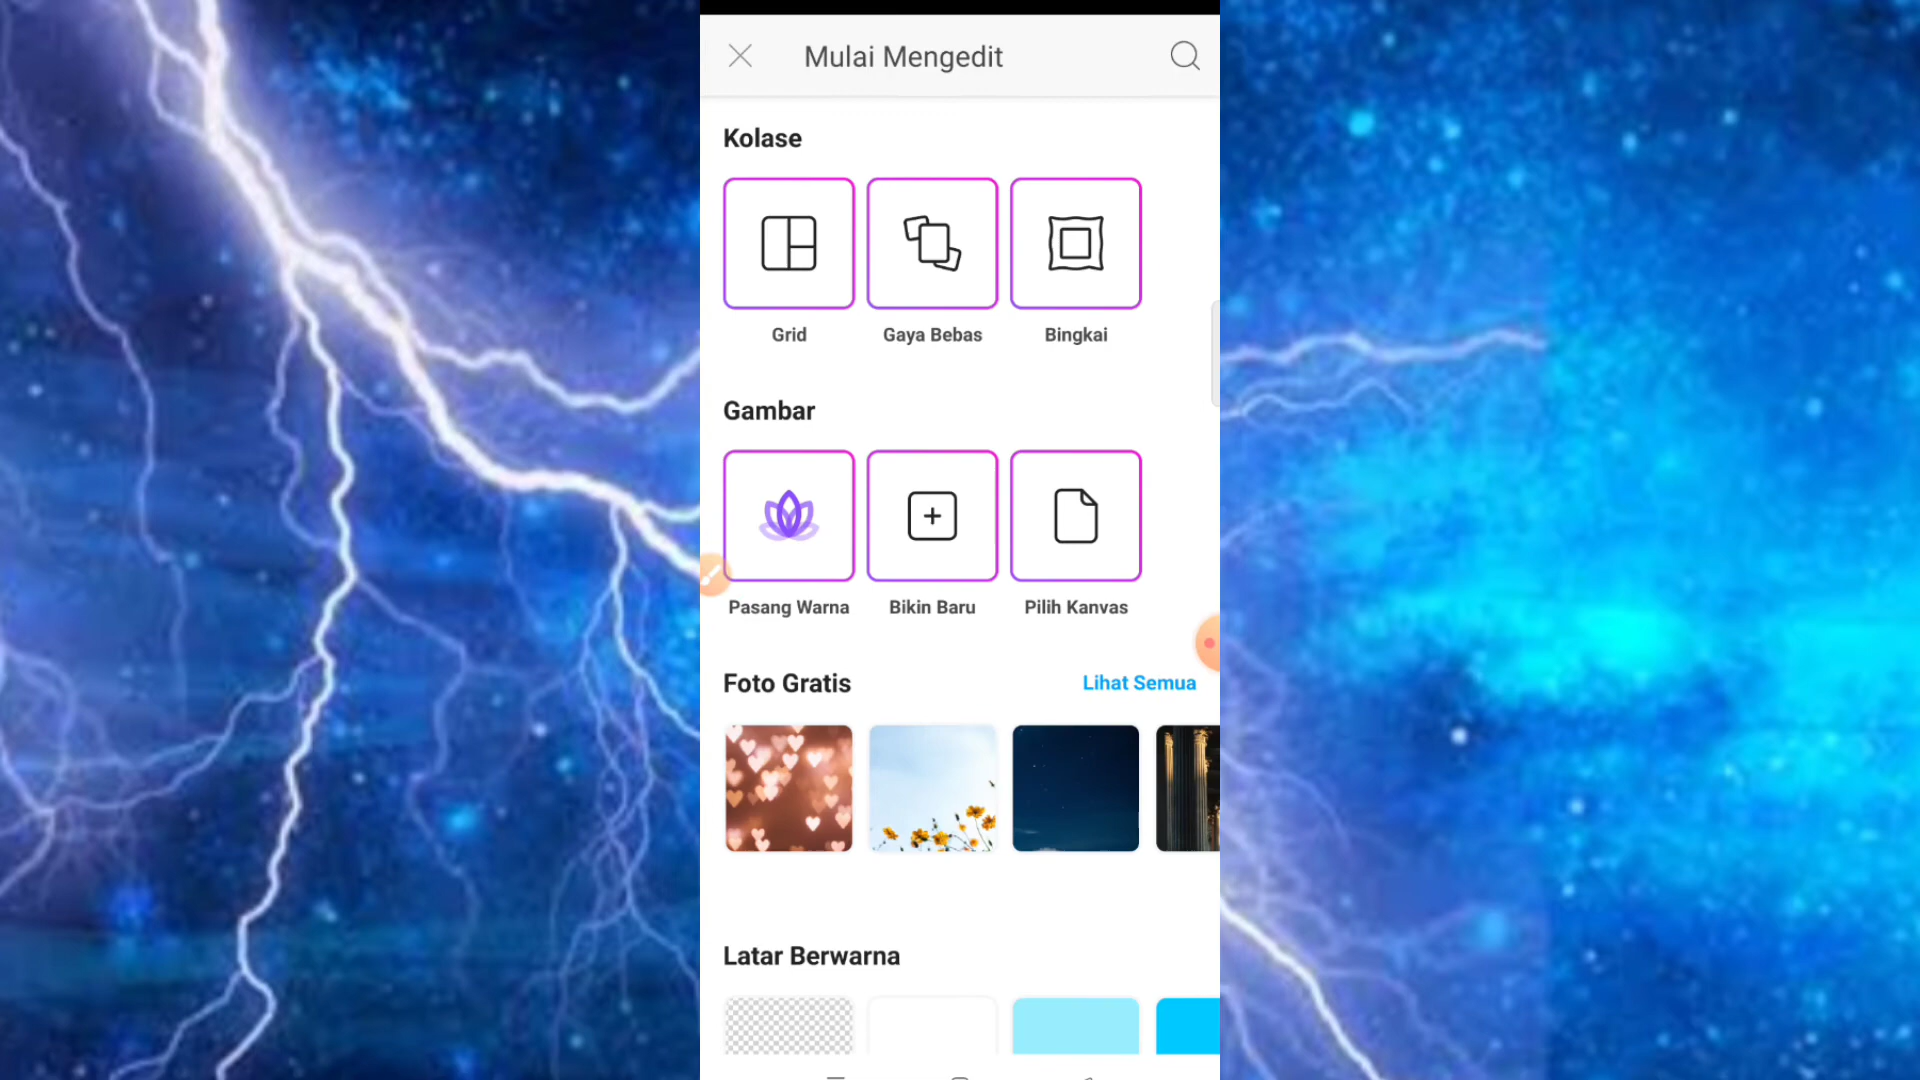 Mulai Mengedit
Kolase
Grid
Gaya Bebas
Bingkai
Gambar
Pasang Warna
Bikin Baru
Pilih Kanvas
Foto Gratis
Lihat Semua
Latar Berwarna